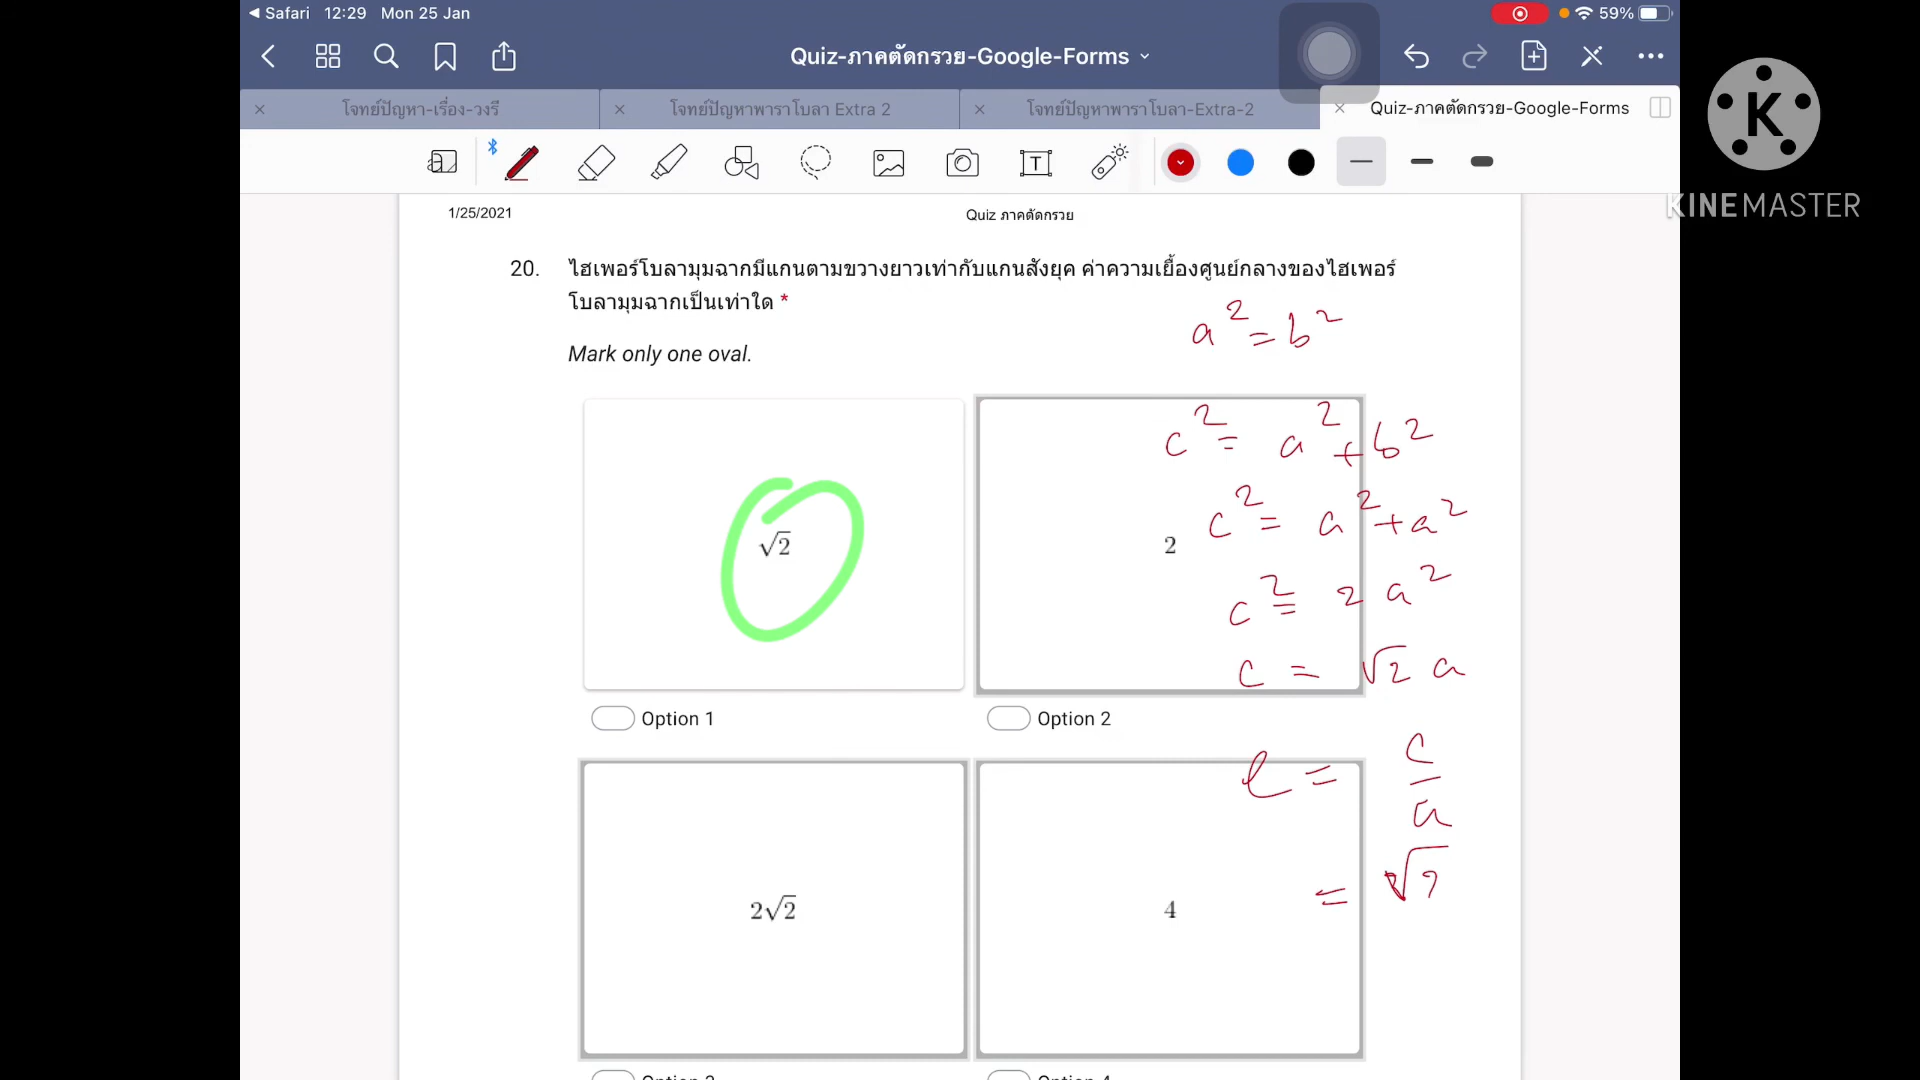 Safari 12:29 Mon 25 Jan 59%
Quiz-ภาคตัดกรวย-Google-Forms
โจทย์ปัญหา-เรื่อง-วงรี โจทย์ปัญหาพาราโบลา Extra 2 โจทย์ปัญหาพาราโบลา-Extra-2 Quiz-ภาคตัดกรวย-Google-Forms
K
KINEMASTER
1/25/2021 Quiz ภาคตัดกรวย
20. ไฮเพอร์โบลามุมฉากมีแกนตามขวางยาวเท่ากับแกนสังยุค ค่าความเยื้องศูนย์กลางของไฮเพอร์
โบลามุมฉากเป็นเท่าใด *
a² = b²
Mark only one oval.
c² = a² + b²
c² = a² + a²
√2
2
c² = 2a²
c = √2 a
Option 1 Option 2
e = c/a
= √2
2√2
4
Option 4